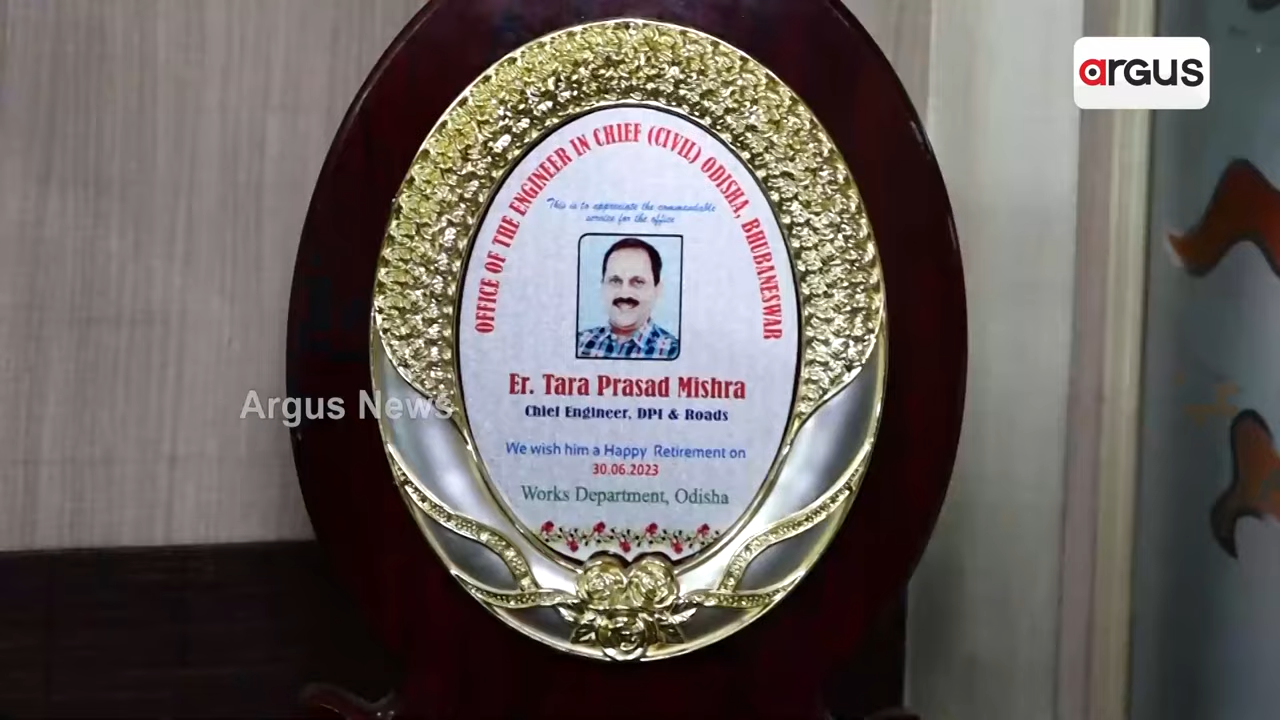 argus
OFFICE OF THE ENGINEER IN CHIEF (CIVIL) ODISHA, BHUBANESWAR
This is to appreciate the commandable
service for the office
Er. Tara Prasad Mishra
Chief Engineer, DPI & Roads
Argus News
We wish him a Happy Retirement on
30.06.2023
Works Department, Odisha